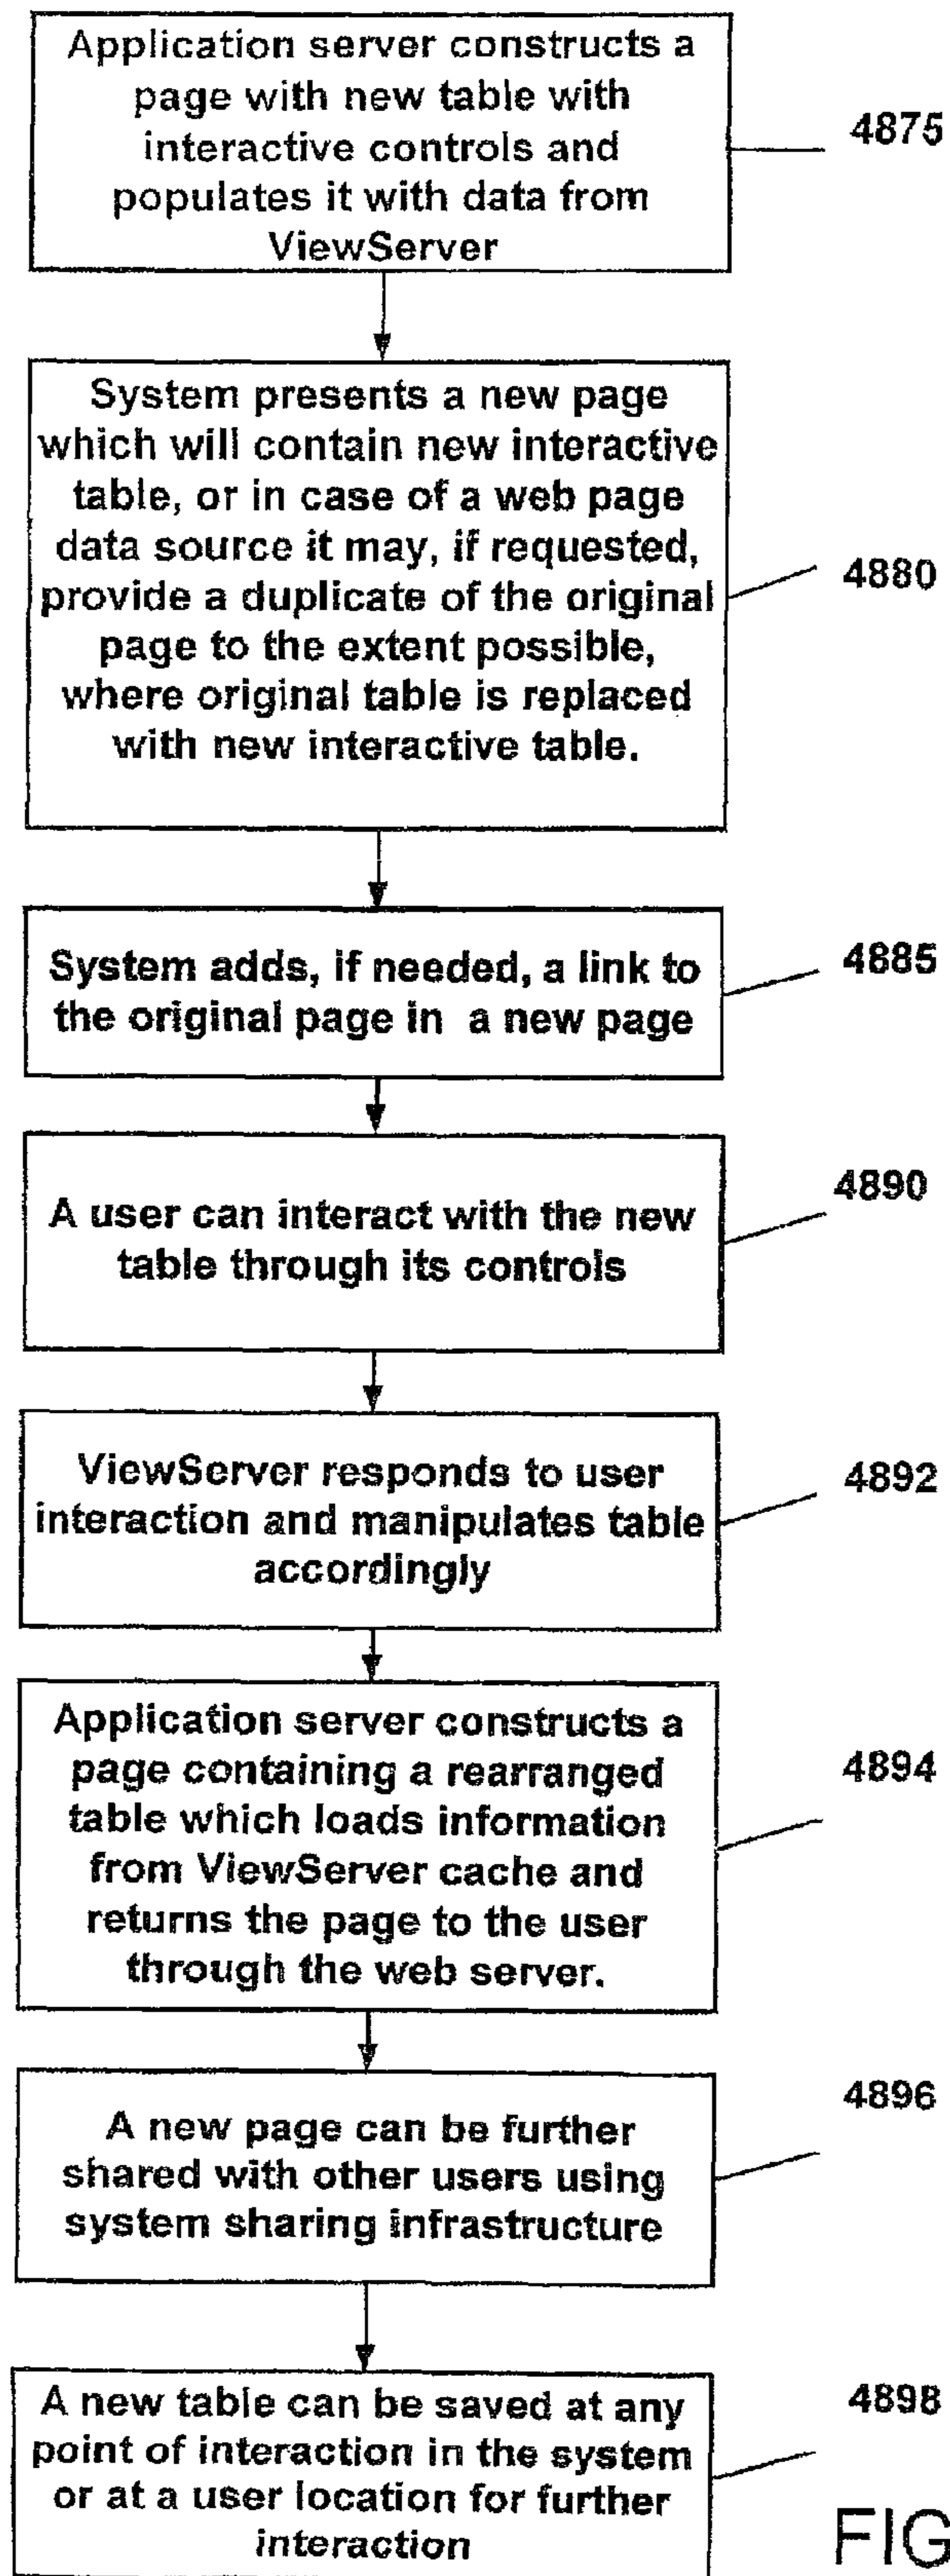 Application server constructs a
page with new table with
interactive controls and
populates it with data from
ViewServer
4875
System presents a new page
which will contain new interactive
table, or in case of a web page
data source it may, if requested,
provide a duplicate of the original
page to the extent possible,
where original table is replaced
with new interactive table.
4880
System adds, if needed, a link to
the original page in a new page
4885
A user can interact with the new
table through its controls
4890
ViewServer responds to user
interaction and manipulates table
accordingly
4892
Application server constructs a
page containing a rearranged
table which loads information
from ViewServer cache and
returns the page to the user
through the web server.
4894
A new page can be further
shared with other users using
system sharing infrastructure
4896
A new table can be saved at any
point of interaction in the system
or at a user location for further
interaction
4898
FIG